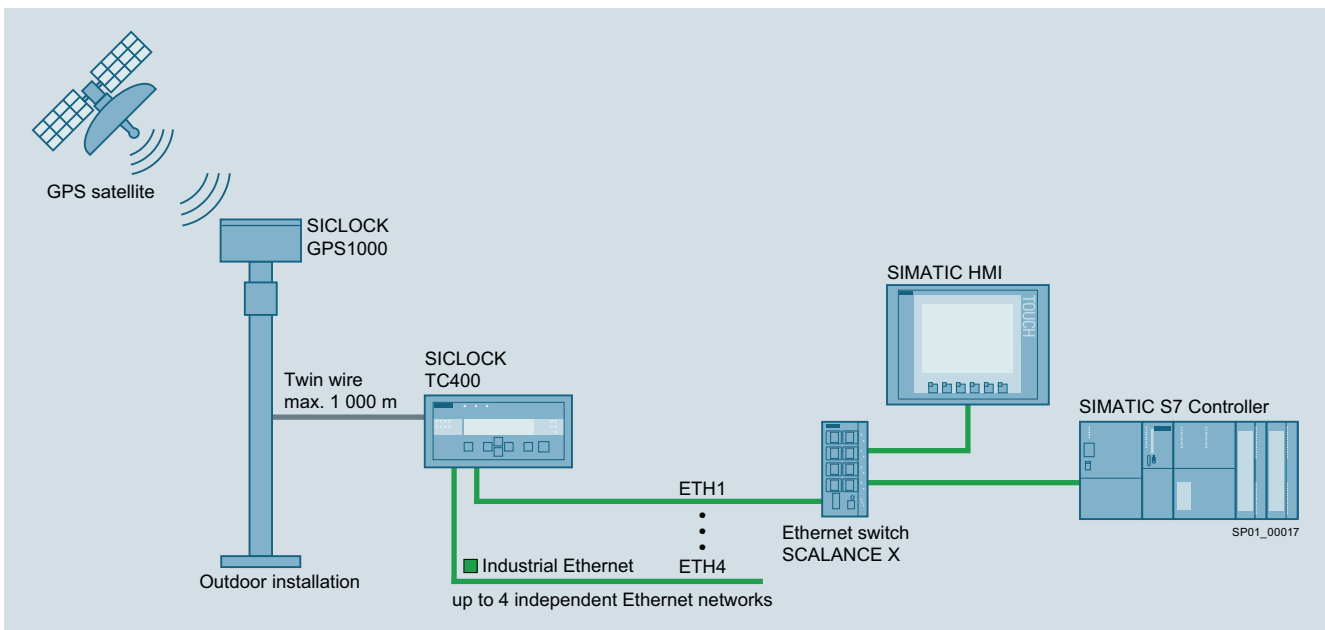 GPS satellite
SICLOCK
GPS1000
SIMATIC HMI
TOUCH
SICLOCK
TC400
Twin wire
max. 1 000 m
SIMATIC S7 Controller
ETH1
Ethernet switch
SCALANCE X
SP01_00017
Industrial Ethernet
ETH4
Outdoor installation
up to 4 independent Ethernet networks